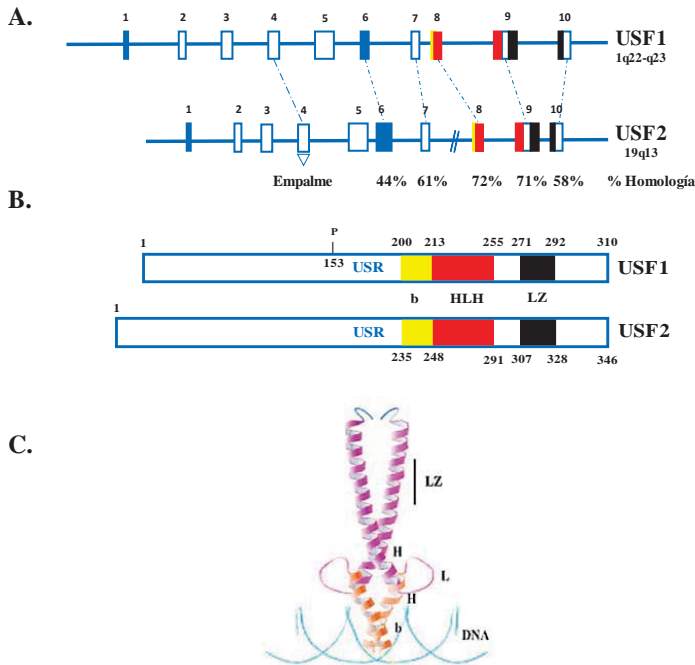 A.
1 2 3 4 5 6 7 8 9 10
USF1
1q22-q23
1 2 3 4 5 6 7 8 9 10
USF2
19q13
Empalme 44% 61% 72% 71% 58% % Homología
B.
P
1 153 200 213 255 271 292 310
USR USF1
b HLH LZ
1
USR USF2
235 248 291 307 328 346
C.
LZ
H
L
H
b
DNA